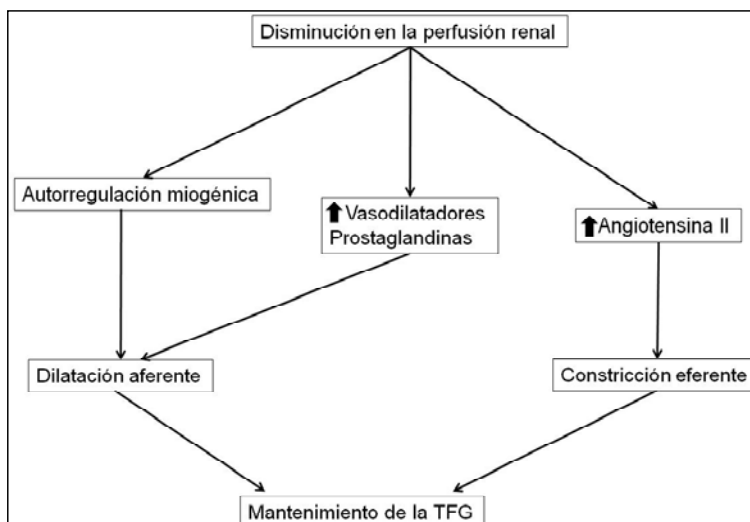 Disminución en la perfusión renal
Autorregulación miogénica
⬆Vasodilatadores
Prostaglandinas
⬆Angiotensina II
Dilatación aferente
Constricción eferente
Mantenimiento de la TFG